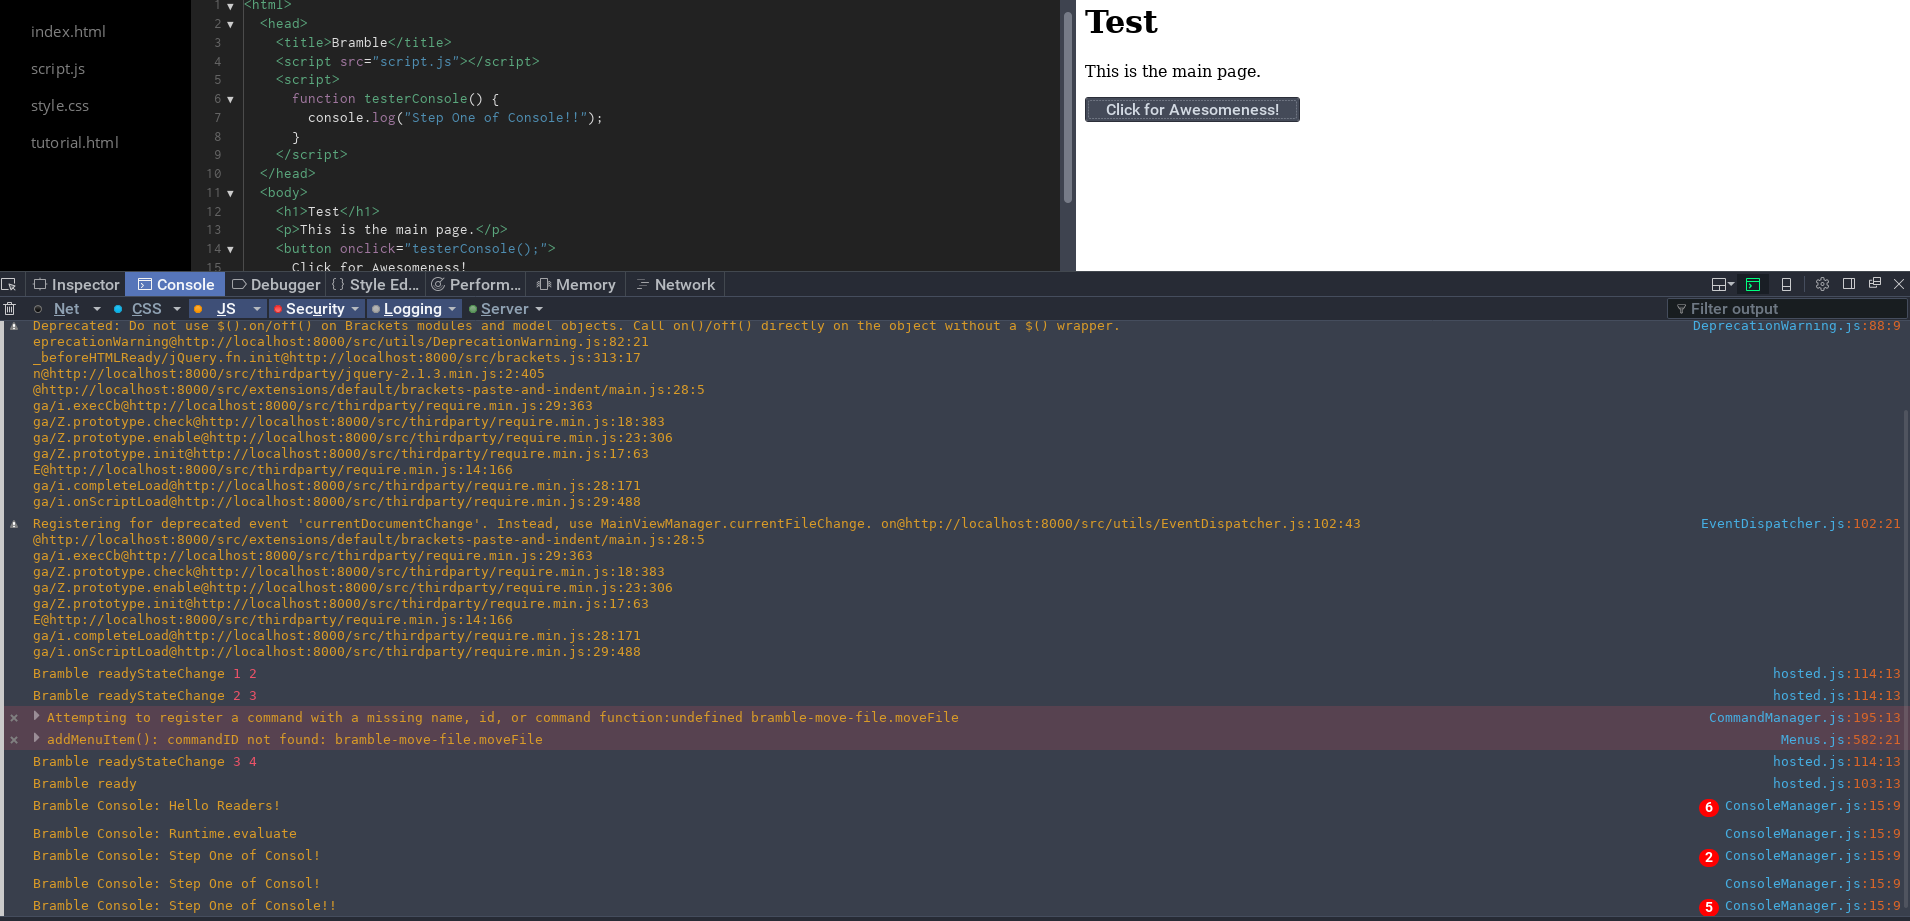 index.html
script.js
style.css
tutorial.html
1 ▼ <html>
2 ▼ <head>
3 <title>Bramble</title>
4 <script src="script.js"></script>
5 <script>
6 ▼ function testerConsole() {
7 console.log("Step One of Console!!");
8 }
9 </script>
10 </head>
11 ▼ <body>
12 <h1>Test</h1>
13 <p>This is the main page.</p>
14 ▼ <button onclick="testerConsole();">
15 Click for Awesomeness!
Test
This is the main page.
Click for Awesomeness!
Inspector Console Debugger { } Style Ed... Perform... Memory Network
Net CSS JS Security Logging Server Filter output
Deprecated: Do not use $().on/off() on Brackets modules and model objects. Call on()/off() directly on the object without a $() wrapper. DeprecationWarning.js:88:9
eprecationWarning@http://localhost:8000/src/utils/DeprecationWarning.js:82:21
_beforeHTMLReady/jQuery.fn.init@http://localhost:8000/src/brackets.js:313:17
n@http://localhost:8000/src/thirdparty/jquery-2.1.3.min.js:2:405
@http://localhost:8000/src/extensions/default/brackets-paste-and-indent/main.js:28:5
ga/i.execCb@http://localhost:8000/src/thirdparty/require.min.js:29:363
ga/Z.prototype.check@http://localhost:8000/src/thirdparty/require.min.js:18:383
ga/Z.prototype.enable@http://localhost:8000/src/thirdparty/require.min.js:23:306
ga/Z.prototype.init@http://localhost:8000/src/thirdparty/require.min.js:17:63
E@http://localhost:8000/src/thirdparty/require.min.js:14:166
ga/i.completeLoad@http://localhost:8000/src/thirdparty/require.min.js:28:171
ga/i.onScriptLoad@http://localhost:8000/src/thirdparty/require.min.js:29:488
Registering for deprecated event 'currentDocumentChange'. Instead, use MainViewManager.currentFileChange. on@http://localhost:8000/src/utils/EventDispatcher.js:102:43 EventDispatcher.js:102:21
@http://localhost:8000/src/extensions/default/brackets-paste-and-indent/main.js:28:5
ga/i.execCb@http://localhost:8000/src/thirdparty/require.min.js:29:363
ga/Z.prototype.check@http://localhost:8000/src/thirdparty/require.min.js:18:383
ga/Z.prototype.enable@http://localhost:8000/src/thirdparty/require.min.js:23:306
ga/Z.prototype.init@http://localhost:8000/src/thirdparty/require.min.js:17:63
E@http://localhost:8000/src/thirdparty/require.min.js:14:166
ga/i.completeLoad@http://localhost:8000/src/thirdparty/require.min.js:28:171
ga/i.onScriptLoad@http://localhost:8000/src/thirdparty/require.min.js:29:488
Bramble readyStateChange 1 2 hosted.js:114:13
Bramble readyStateChange 2 3 hosted.js:114:13
Attempting to register a command with a missing name, id, or command function:undefined bramble-move-file.moveFile CommandManager.js:195:13
addMenuItem(): commandID not found: bramble-move-file.moveFile Menus.js:582:21
Bramble readyStateChange 3 4 hosted.js:114:13
Bramble ready hosted.js:103:13
Bramble Console: Hello Readers! 6 ConsoleManager.js:15:9
Bramble Console: Runtime.evaluate ConsoleManager.js:15:9
Bramble Console: Step One of Consol! 2 ConsoleManager.js:15:9
Bramble Console: Step One of Consol! ConsoleManager.js:15:9
Bramble Console: Step One of Console!! 5 ConsoleManager.js:15:9